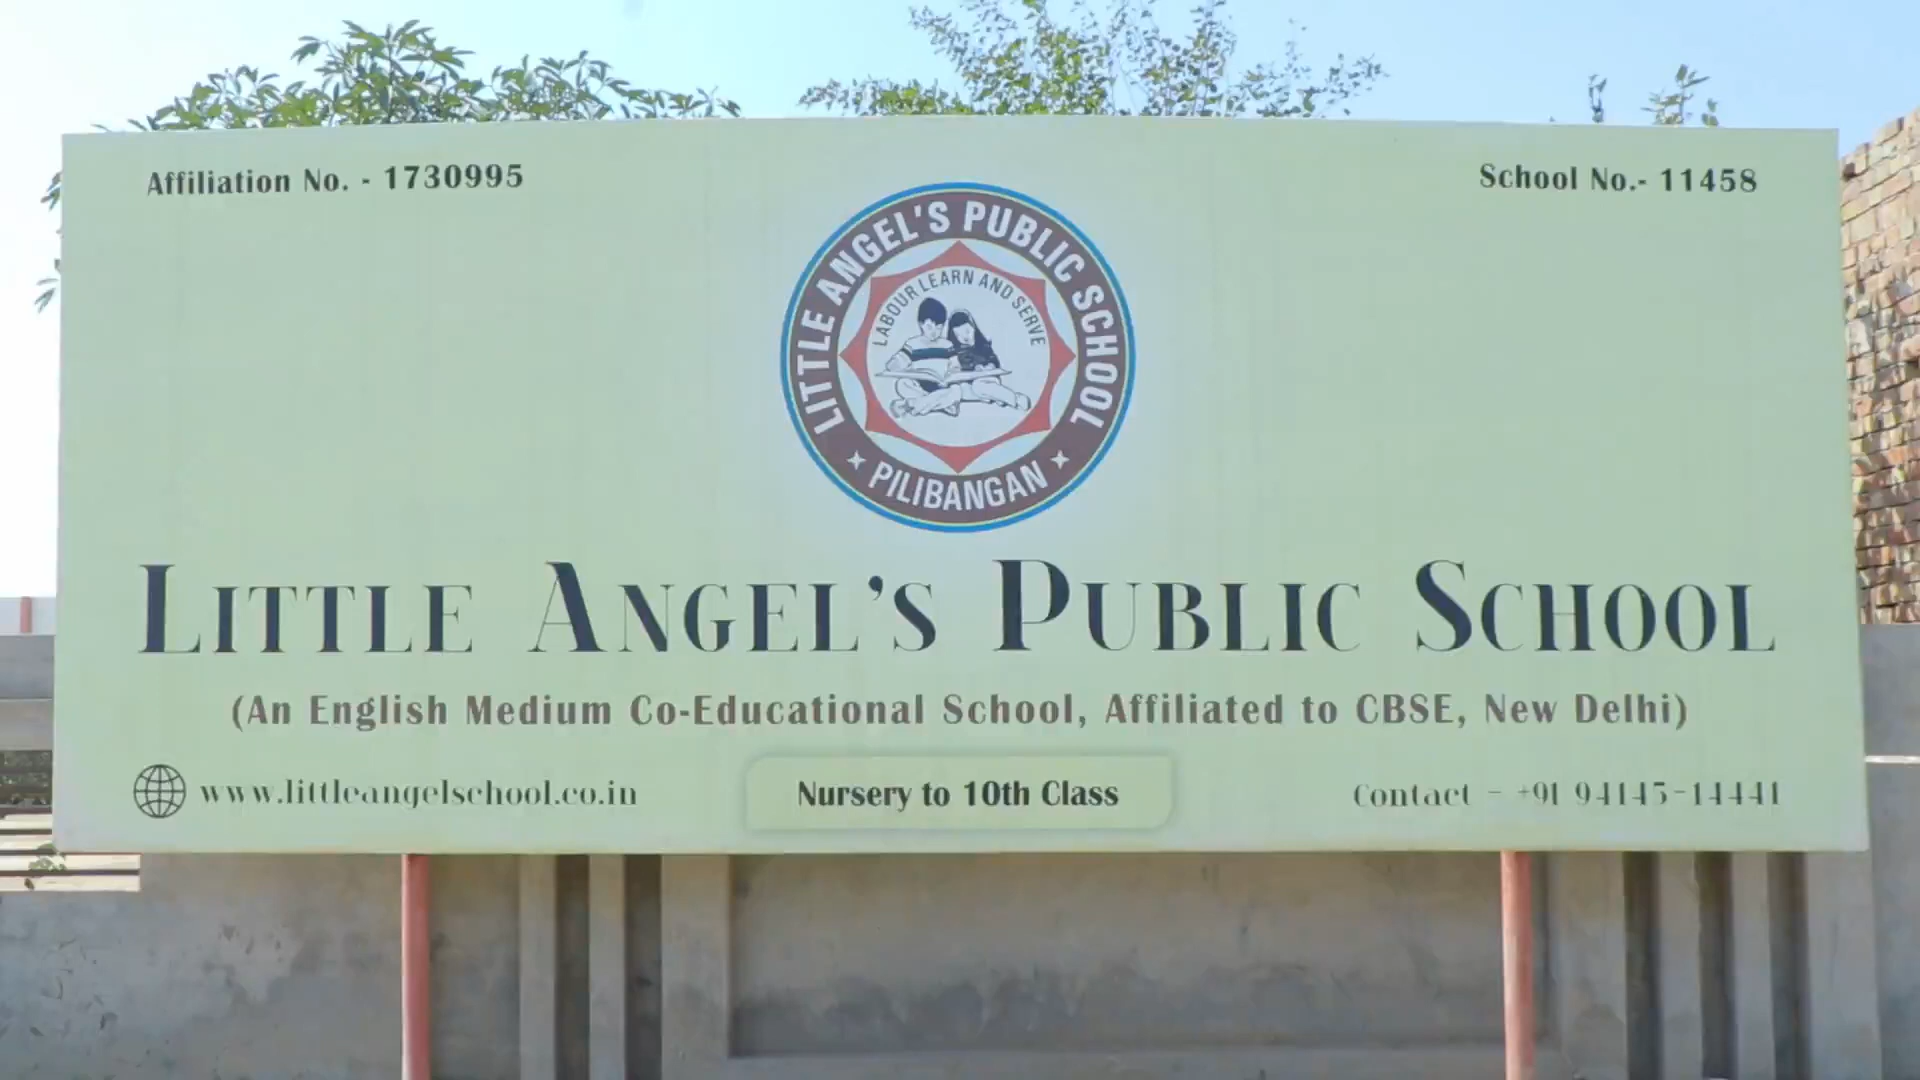 Affiliation No. - 1730995
School No.- 11458
LITTLE ANGEL'S PUBLIC SCHOOL
LABOUR LEARN AND SERVE
PILIBANGAN
LITTLE ANGEL'S PUBLIC SCHOOL
(An English Medium Co-Educational School, Affiliated to CBSE, New Delhi)
www.littleangelschool.co.in
Nursery to 10th Class
Contact - +91 94145-14441